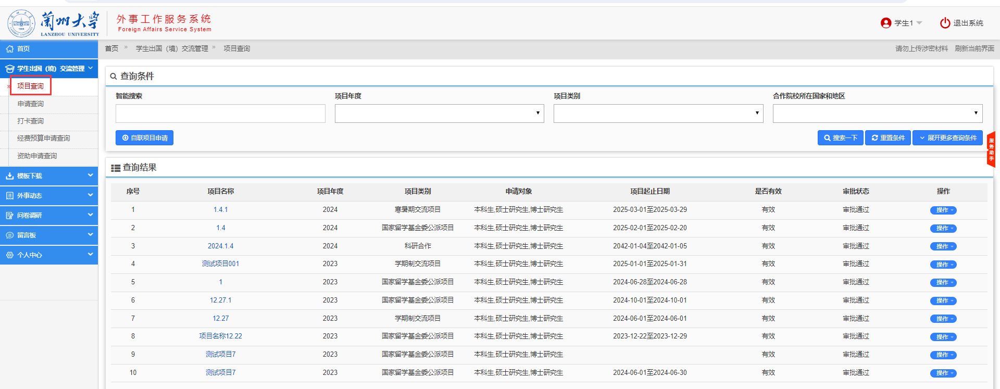 兰州大学
LANZHOU UNIVERSITY
外事工作服务系统
Foreign Affairs Service System
学生1
退出系统
首页
学生出国（境）交流管理
项目查询
申请查询
打卡查询
经费预算申请查询
资助申请查询
模板下载
外事动态
问卷调研
留言板
个人中心
首页 » 学生出国（境）交流管理 » 项目查询
请勿上传涉密材料 刷新当前界面
查询条件
智能搜索 项目年度 项目类别 合作院校所在国家和地区
自联项目申请 搜索一下 重置条件 展开更多查询条件
服务助手
查询结果
序号 项目名称 项目年度 项目类别 申请对象 项目起止日期 是否有效 审批状态 操作
1 1.4.1 2024 寒暑期交流项目 本科生,硕士研究生,博士研究生 2025-03-01至2025-03-29 有效 审批通过 操作
2 1.4 2024 国家留学基金委公派项目 本科生,硕士研究生,博士研究生 2025-02-01至2025-02-20 有效 审批通过 操作
3 2024.1.4 2024 科研合作 本科生,硕士研究生,博士研究生 2042-01-04至2042-01-05 有效 审批通过 操作
4 测试项目001 2023 学期制交流项目 本科生,硕士研究生,博士研究生 2025-01-01至2025-01-31 有效 审批通过 操作
5 1 2023 国家留学基金委公派项目 本科生,硕士研究生,博士研究生 2024-06-28至2024-06-28 有效 审批通过 操作
6 12.27.1 2023 国家留学基金委公派项目 本科生,硕士研究生,博士研究生 2024-10-01至2024-10-01 有效 审批通过 操作
7 12.27 2023 学期制交流项目 本科生,硕士研究生,博士研究生 2024-06-01至2024-06-01 有效 审批通过 操作
8 项目名称12.22 2023 国家留学基金委公派项目 本科生,硕士研究生,博士研究生 2023-12-22至2023-12-29 有效 审批通过 操作
9 测试项目7 2023 国家留学基金委公派项目 本科生,硕士研究生,博士研究生 有效 审批通过 操作
10 测试项目7 2023 国家留学基金委公派项目 本科生,硕士研究生,博士研究生 2024-06-01至2024-06-30 有效 审批通过 操作